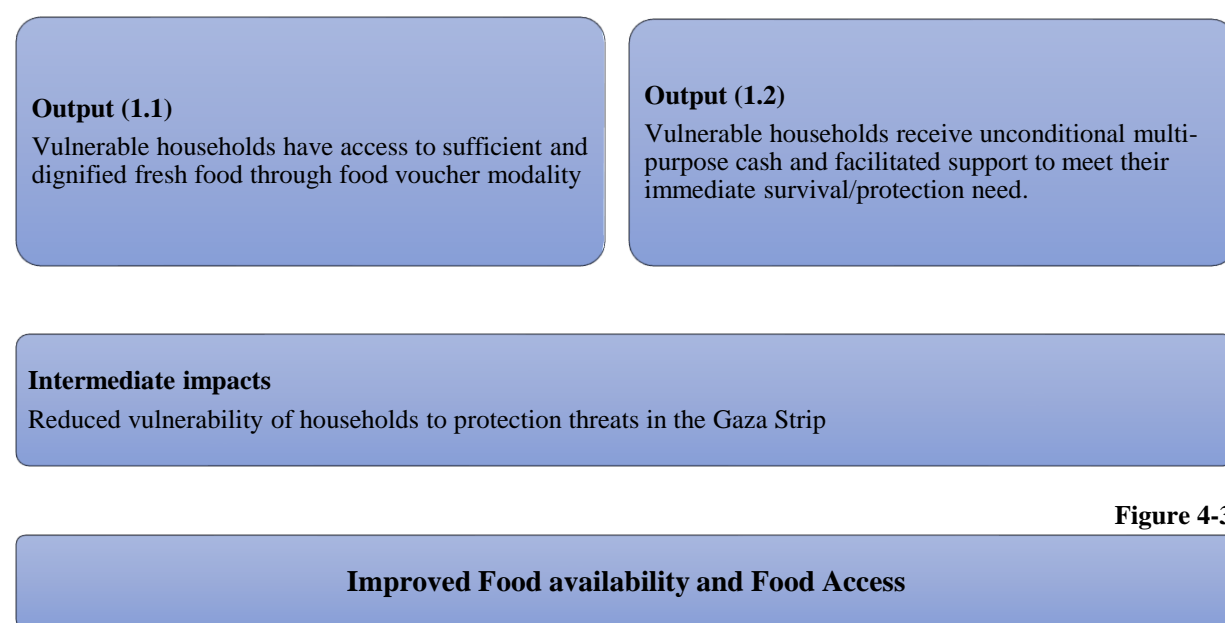 Output (1.1)
Vulnerable households have access to sufficient and
dignified fresh food through food voucher modality
Output (1.2)
Vulnerable households receive unconditional multi-
purpose cash and facilitated support to meet their
immediate survival/protection need.
Intermediate impacts
Reduced vulnerability of households to protection threats in the Gaza Strip
Figure 4-3
Improved Food availability and Food Access